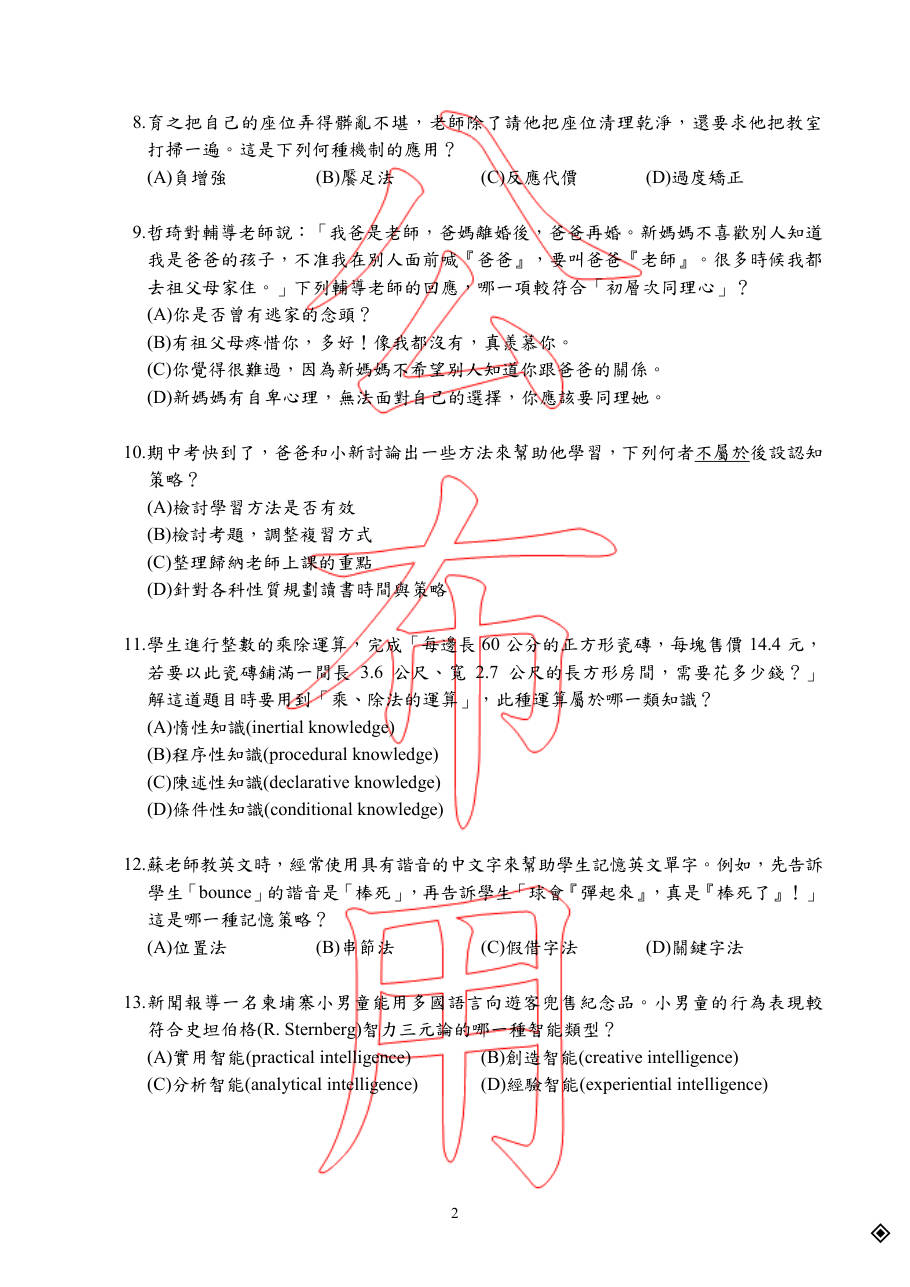 8.育之把自己的座位弄得髒亂不堪，老師除了請他把座位清理乾淨，還要求他把教室
打掃一遍。這是下列何種機制的應用？
(A)負增強 (B)饜足法 (C)反應代價 (D)過度矯正
9.哲琦對輔導老師說：「我爸是老師，爸媽離婚後，爸爸再婚。新媽媽不喜歡別人知道
我是爸爸的孩子，不准我在別人面前喊『爸爸』，要叫爸爸『老師』。很多時候我都
去祖父母家住。」下列輔導老師的回應，哪一項較符合「初層次同理心」？
(A)你是否曾有逃家的念頭？
(B)有祖父母疼惜你，多好！像我都沒有，真羨慕你。
(C)你覺得很難過，因為新媽媽不希望別人知道你跟爸爸的關係。
(D)新媽媽有自卑心理，無法面對自己的選擇，你應該要同理她。
10.期中考快到了，爸爸和小新討論出一些方法來幫助他學習，下列何者不屬於後設認知
策略？
(A)檢討學習方法是否有效
(B)檢討考題，調整複習方式
(C)整理歸納老師上課的重點
(D)針對各科性質規劃讀書時間與策略
11.學生進行整數的乘除運算，完成「每邊長 60 公分的正方形瓷磚，每塊售價 14.4 元，
若要以此瓷磚鋪滿一間長 3.6 公尺、寬 2.7 公尺的長方形房間，需要花多少錢？」
解這道題目時要用到「乘、除法的運算」，此種運算屬於哪一類知識？
(A)惰性知識(inertial knowledge)
(B)程序性知識(procedural knowledge)
(C)陳述性知識(declarative knowledge)
(D)條件性知識(conditional knowledge)
12.蘇老師教英文時，經常使用具有諧音的中文字來幫助學生記憶英文單字。例如，先告訴
學生「bounce」的諧音是「棒死」，再告訴學生「球會『彈起來』，真是『棒死了』！」
這是哪一種記憶策略？
(A)位置法 (B)串節法 (C)假借字法 (D)關鍵字法
13.新聞報導一名柬埔寨小男童能用多國語言向遊客兜售紀念品。小男童的行為表現較
符合史坦伯格(R. Sternberg)智力三元論的哪一種智能類型？
(A)實用智能(practical intelligence) (B)創造智能(creative intelligence)
(C)分析智能(analytical intelligence) (D)經驗智能(experiential intelligence)
公
布
用
2